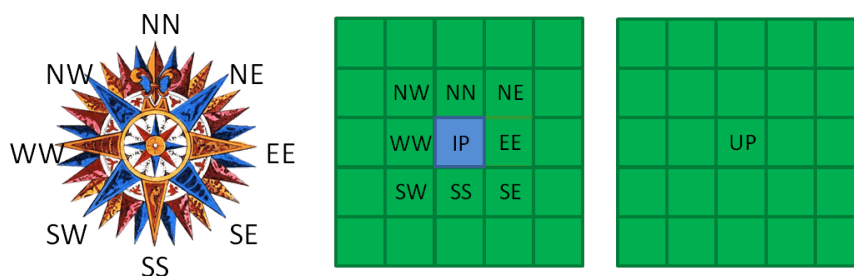 NN
NW NE
WW EE
SW SE
SS
NW NN NE
WW IP EE
SW SS SE
UP